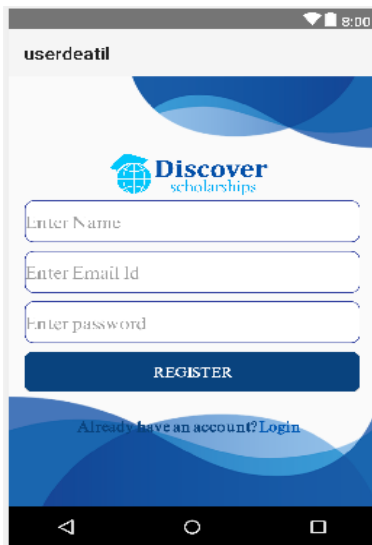 8:00
userdeatil
Discover
scholarships
Enter Name
Enter Email Id
Enter password
REGISTER
Already have an account?Login